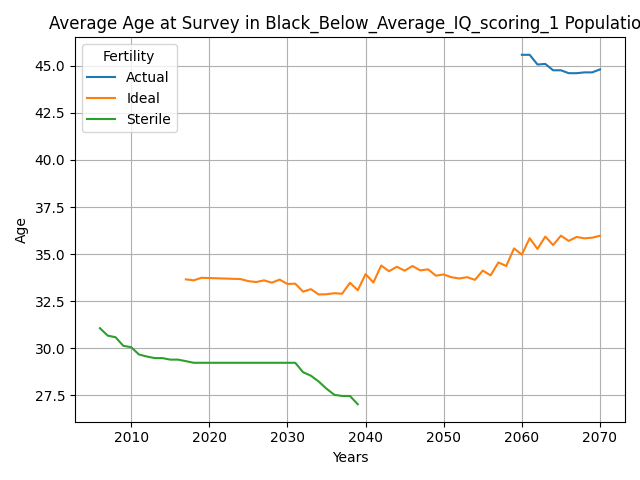 Average Age at Survey in Black_Below_Average_IQ_scoring_1 Populatio
Fertility
Actual
Ideal
Sterile
45.0
42.5
40.0
37.5
35.0
32.5
30.0
27.5
Age
2010
2020
2030
2040
2050
2060
2070
Years